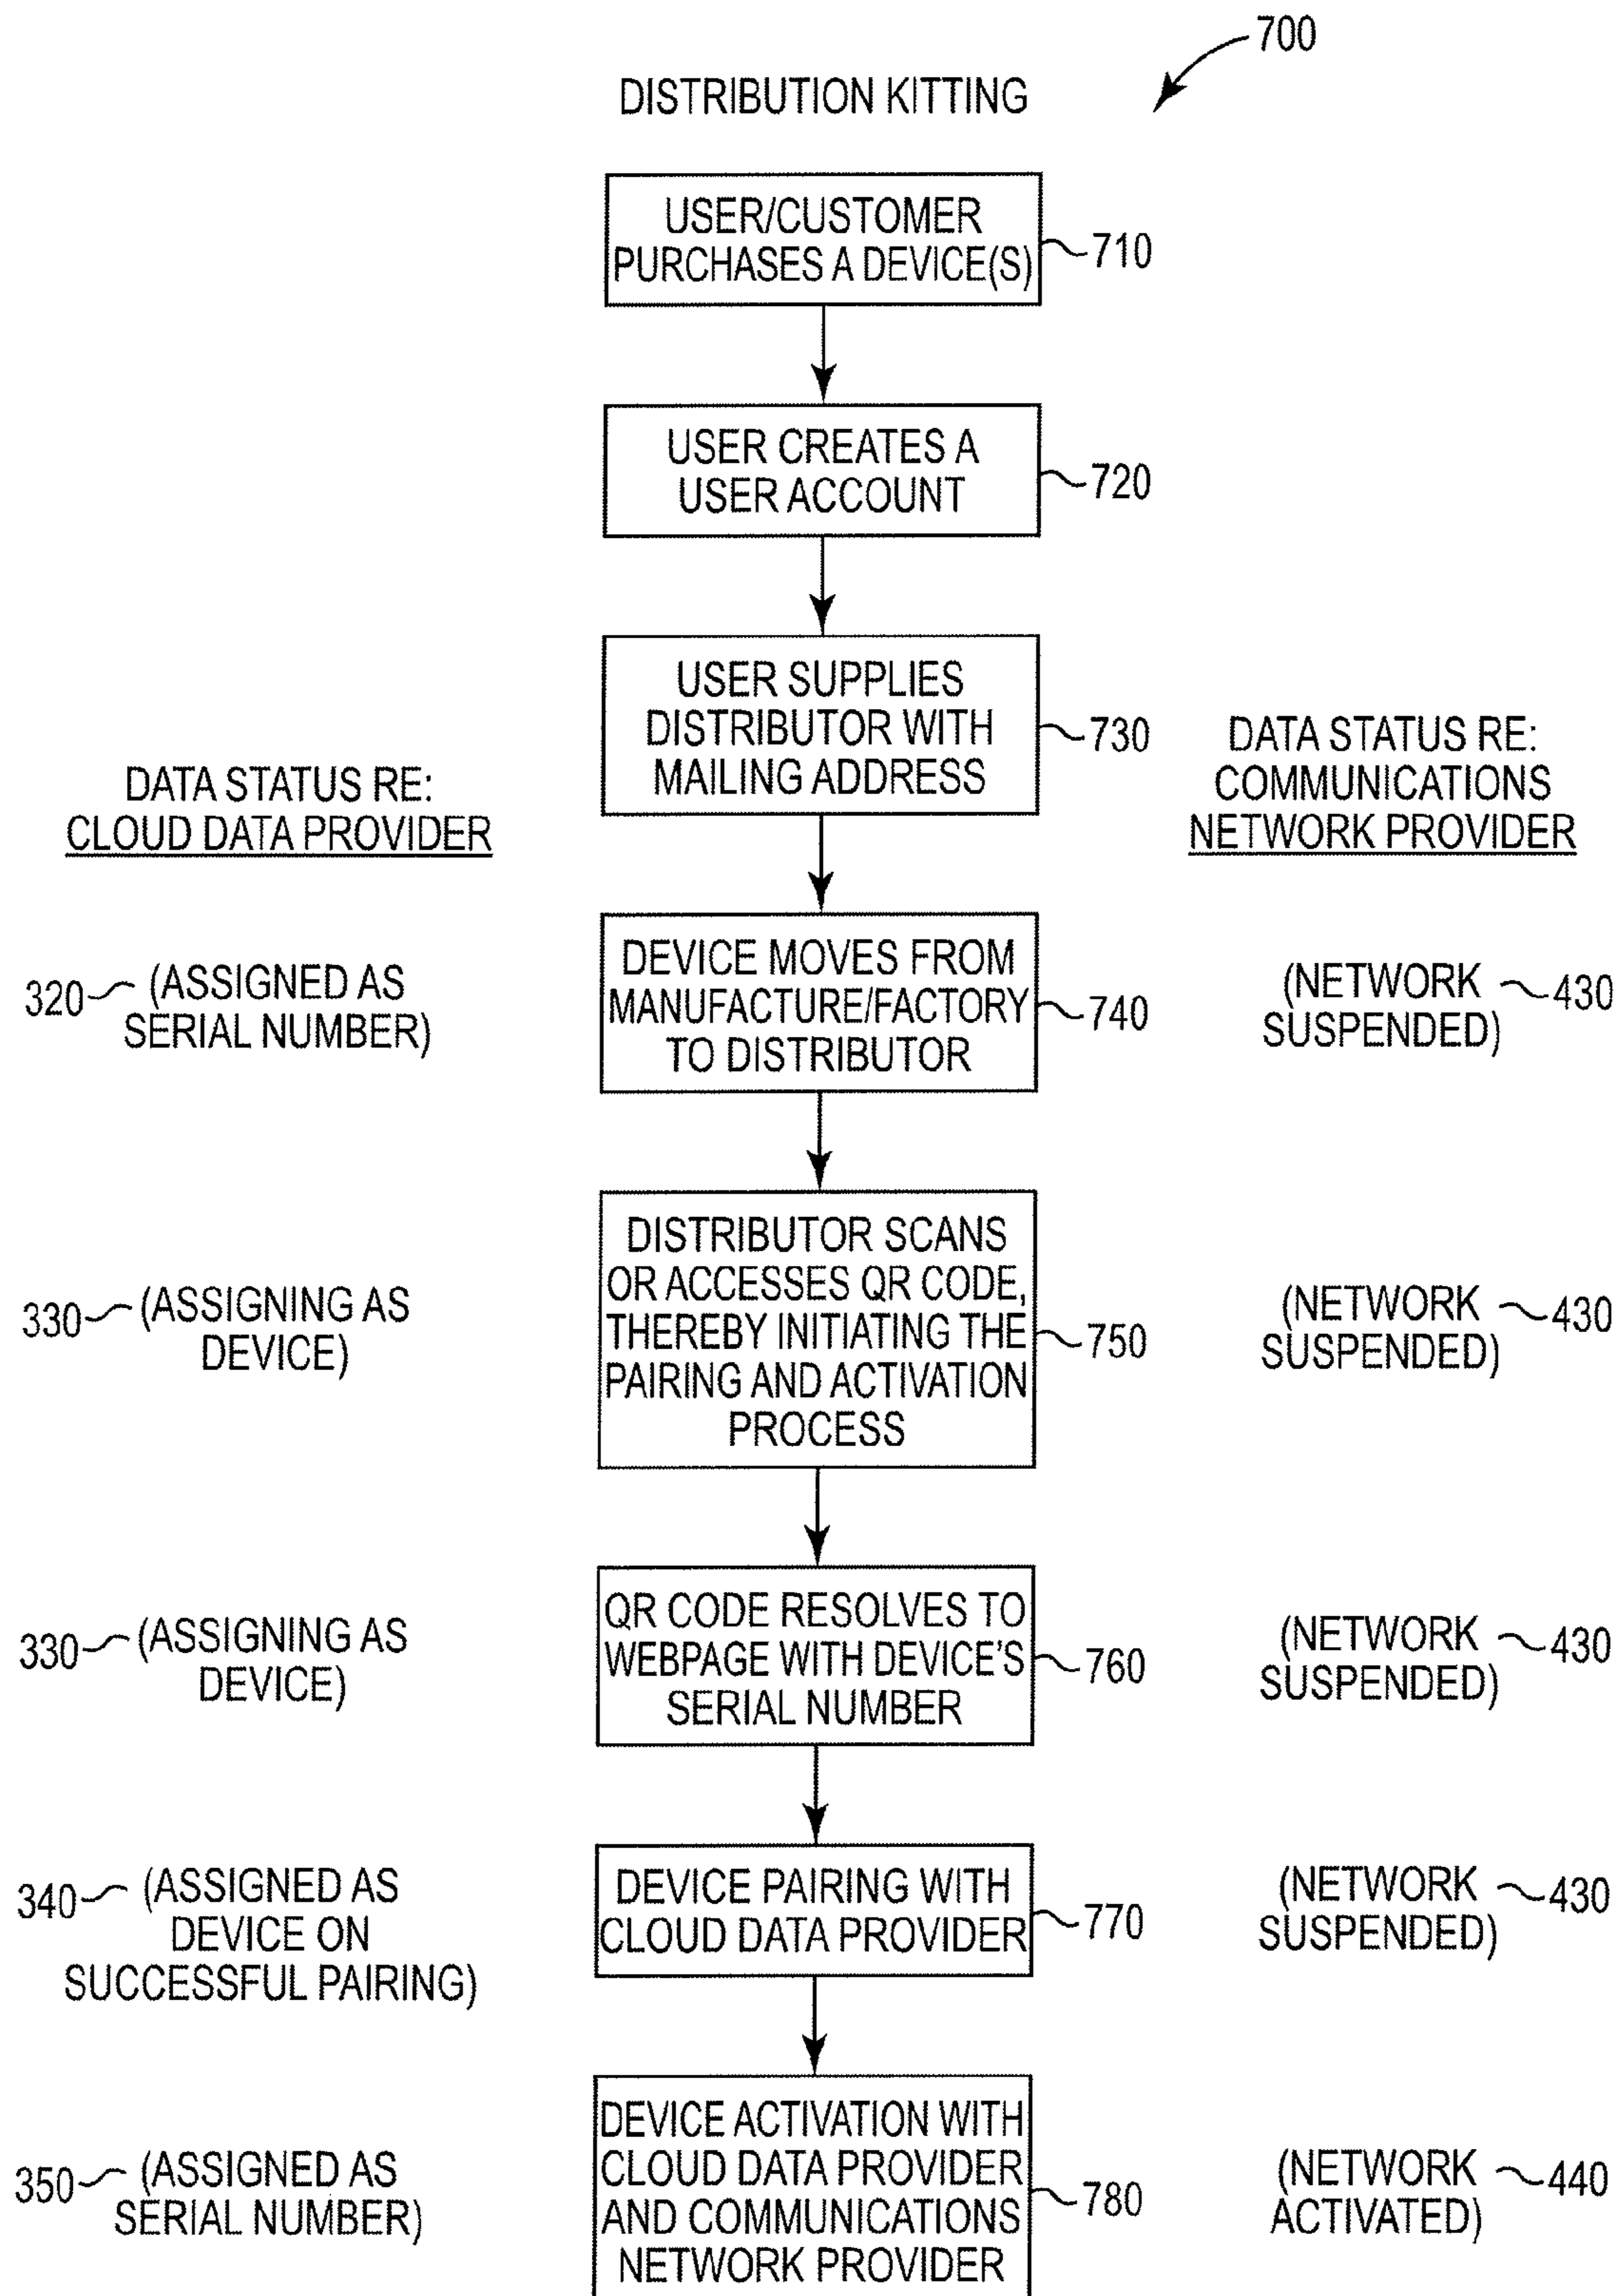 700
DISTRIBUTION KITTING
USER/CUSTOMER
PURCHASES A DEVICE(S)
710
USER CREATES A
USER ACCOUNT
720
USER SUPPLIES
DISTRIBUTOR WITH
MAILING ADDRESS
730
DATA STATUS RE:
CLOUD DATA PROVIDER
DATA STATUS RE:
COMMUNICATIONS
NETWORK PROVIDER
320
(ASSIGNED AS
SERIAL NUMBER)
DEVICE MOVES FROM
MANUFACTURE/FACTORY
TO DISTRIBUTOR
740
(NETWORK
SUSPENDED)
430
330
(ASSIGNING AS
DEVICE)
DISTRIBUTOR SCANS
OR ACCESSES QR CODE,
THEREBY INITIATING THE
PAIRING AND ACTIVATION
PROCESS
750
(NETWORK
SUSPENDED)
430
330
(ASSIGNING AS
DEVICE)
QR CODE RESOLVES TO
WEBPAGE WITH DEVICE'S
SERIAL NUMBER
760
(NETWORK
SUSPENDED)
430
340
(ASSIGNED AS
DEVICE ON
SUCCESSFUL PAIRING)
DEVICE PAIRING WITH
CLOUD DATA PROVIDER
770
(NETWORK
SUSPENDED)
430
350
(ASSIGNED AS
SERIAL NUMBER)
DEVICE ACTIVATION WITH
CLOUD DATA PROVIDER
AND COMMUNICATIONS
NETWORK PROVIDER
780
(NETWORK
ACTIVATED)
440